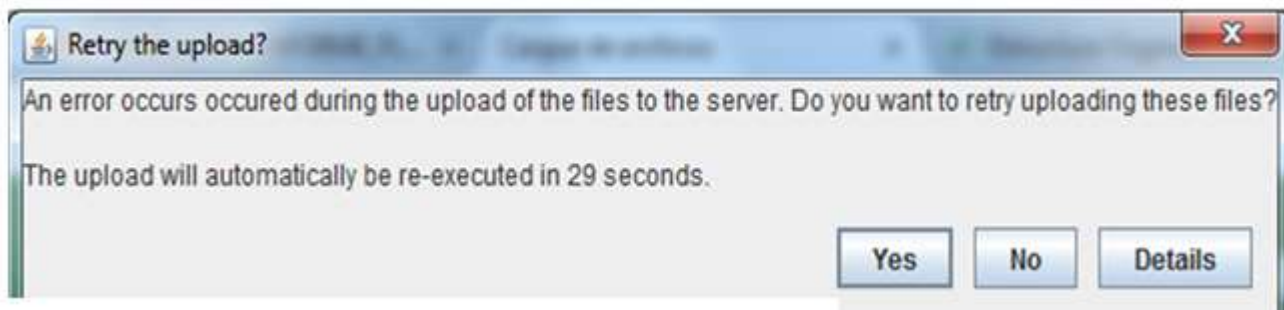 Retry the upload?
An error occurs occured during the upload of the files to the server. Do you want to retry uploading these files?
The upload will automatically be re-executed in 29 seconds.
Yes No Details